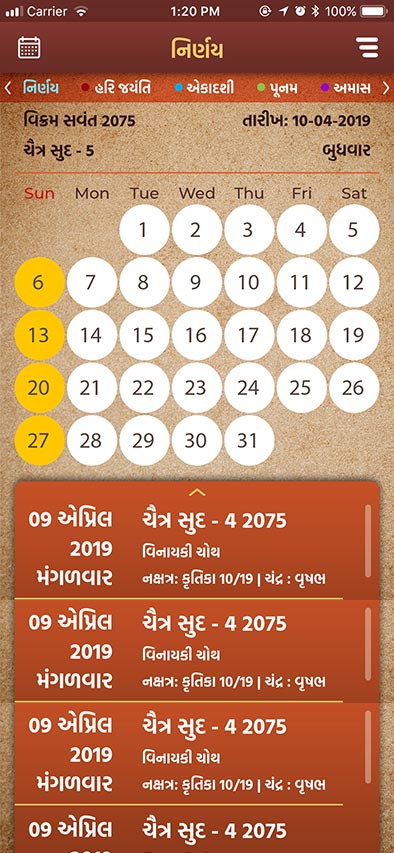 Carrier 1:20 PM 100%
નિર્ણય
નિર્ણય હરિ જયંતિ એકાદશી પૂનમ અમાસ
વિક્રમ સવંત 2075 તારીખ: 10-04-2019
ચૈત્ર સુદ - 5 બુધવાર
Sun Mon Tue Wed Thu Fri Sat
1 2 3 4 5
6 7 8 9 10 11 12
13 14 15 16 17 18 19
20 21 22 23 24 25 26
27 28 29 30 31
09 એપ્રિલ ચૈત્ર સુદ - 4 2075
2019 વિનાયકી ચોથ
મંગળવાર નક્ષત્ર: કૃતિકા 10/19 | ચંદ્ર : વૃષભ
09 એપ્રિલ ચૈત્ર સુદ - 4 2075
2019 વિનાયકી ચોથ
મંગળવાર નક્ષત્ર: કૃતિકા 10/19 | ચંદ્ર : વૃષભ
09 એપ્રિલ ચૈત્ર સુદ - 4 2075
2019 વિનાયકી ચોથ
મંગળવાર નક્ષત્ર: કૃતિકા 10/19 | ચંદ્ર : વૃષભ
09 એપ્રિલ ચૈત્ર સુદ - 4 2075